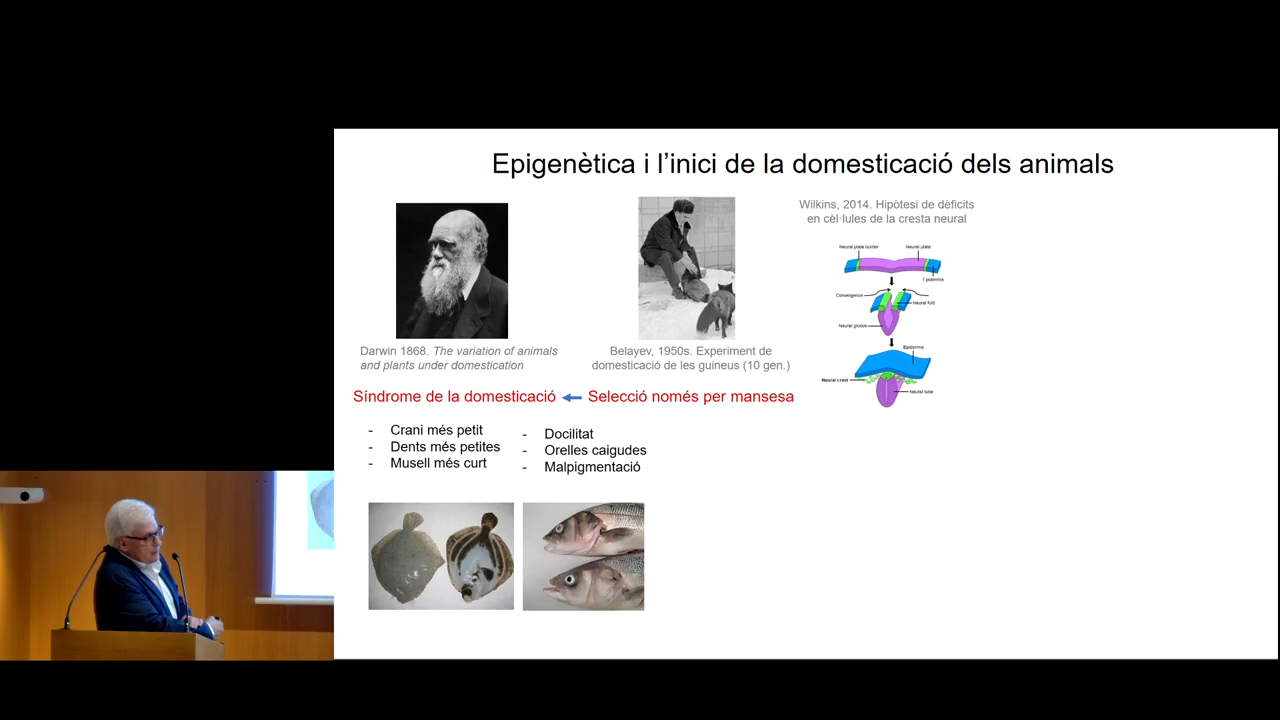 Epigenètica i l’inici de la domesticació dels animals
Darwin 1868. The variation of animals
and plants under domestication
Belayev, 1950s. Experiment de
domesticació de les guineus (10 gen.)
Wilkins, 2014. Hipòtesi de dèficits
en cèl·lules de la cresta neural
Neural plate border
Neural plate
Epidermis
Convergence
Neural fold
Neural groove
Epidermis
Neural crest
Neural tube
Síndrome de la domesticació
Selecció només per mansesa
- Crani més petit
- Dents més petites
- Musell més curt
- Docilitat
- Orelles caigudes
- Malpigmentació